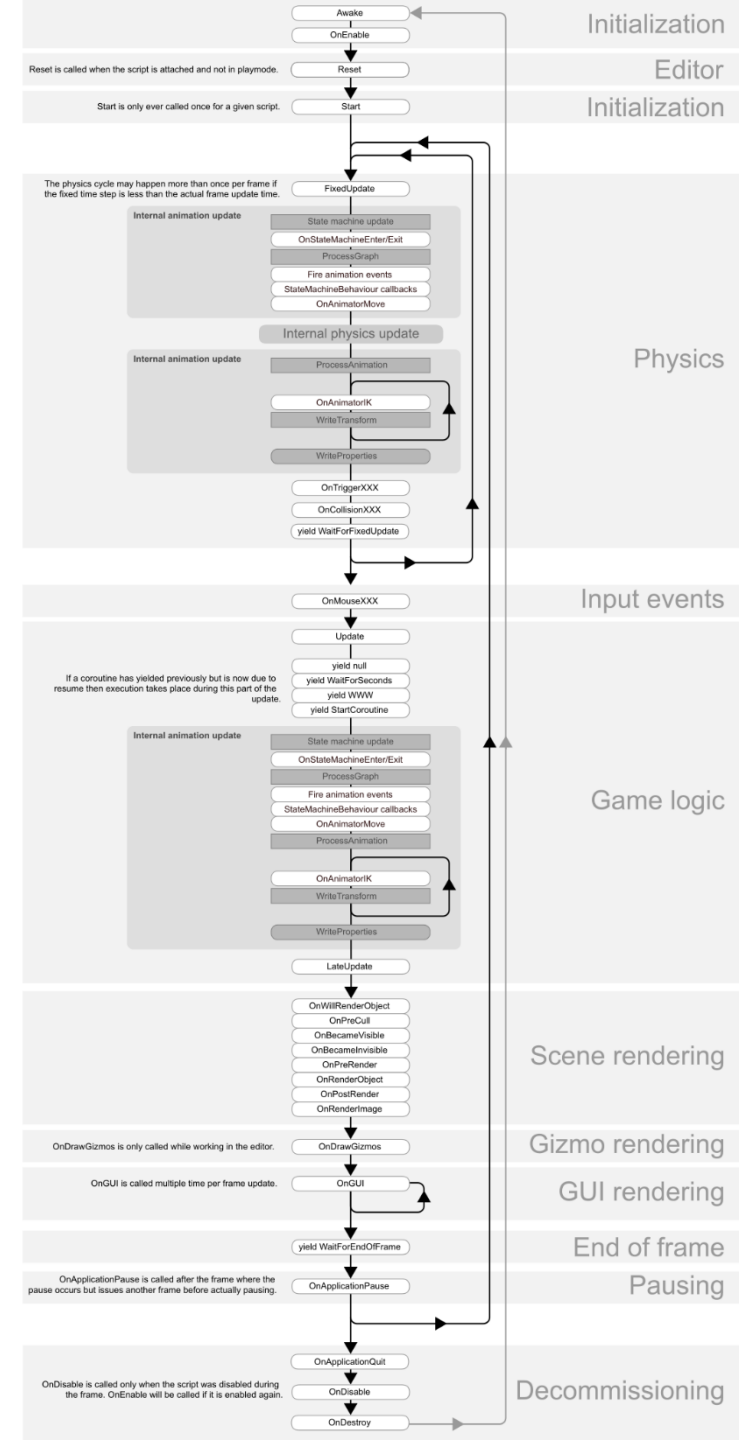 Awake
Initialization
OnEnable
Reset is called when the script is attached and not in playmode.
Reset
Editor
Start is only ever called once for a given script.
Start
Initialization
The physics cycle may happen more than once per frame if
the fixed time step is less than the actual frame update time.
FixedUpdate
Internal animation update
State machine update
OnStateMachineEnter/Exit
ProcessGraph
Fire animation events
StateMachineBehaviour callbacks
OnAnimatorMove
Internal physics update
Physics
Internal animation update
ProcessAnimation
OnAnimatorIK
WriteTransform
WriteProperties
OnTriggerXXX
OnCollisionXXX
yield WaitForFixedUpdate
OnMouseXXX
Input events
Update
If a coroutine has yielded previously but is now due to
resume then execution takes place during this part of the
update.
yield null
yield WaitForSeconds
yield WWW
yield StartCoroutine
Internal animation update
State machine update
OnStateMachineEnter/Exit
ProcessGraph
Fire animation events
StateMachineBehaviour callbacks
OnAnimatorMove
ProcessAnimation
Game logic
OnAnimatorIK
WriteTransform
WriteProperties
LateUpdate
OnWillRenderObject
OnPreCull
OnBecameVisible
OnBecameInvisible
OnPreRender
OnRenderObject
OnPostRender
OnRenderImage
Scene rendering
OnDrawGizmos is only called while working in the editor.
OnDrawGizmos
Gizmo rendering
OnGUI is called multiple time per frame update.
OnGUI
GUI rendering
yield WaitForEndOfFrame
End of frame
OnApplicationPause is called after the frame where the
pause occurs but issues another frame before actually pausing.
OnApplicationPause
Pausing
OnApplicationQuit
OnDisable is called only when the script was disabled during
the frame. OnEnable will be called if it is enabled again.
OnDisable
Decommissioning
OnDestroy